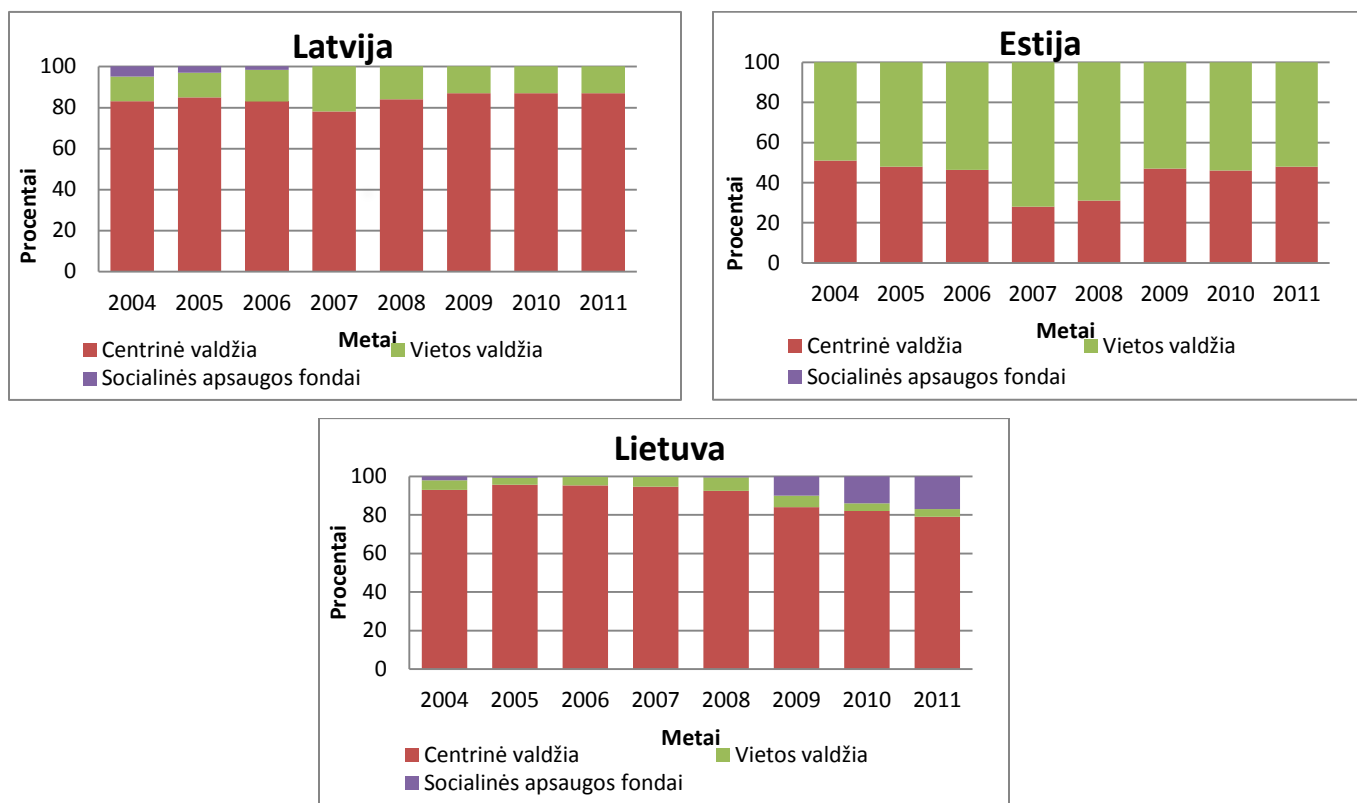 Latvija
100
80
60
40
20
0
Procentai
2004 2005 2006 2007 2008 2009 2010 2011
Metai
Centrinė valdžia Vietos valdžia
Socialinės apsaugos fondai
Estija
100
80
60
40
20
0
Procentai
2004 2005 2006 2007 2008 2009 2010 2011
Metai
Centrinė valdžia Vietos valdžia
Socialinės apsaugos fondai
Lietuva
100
80
60
40
20
0
Procentai
2004 2005 2006 2007 2008 2009 2010 2011
Metai
Centrinė valdžia Vietos valdžia
Socialinės apsaugos fondai